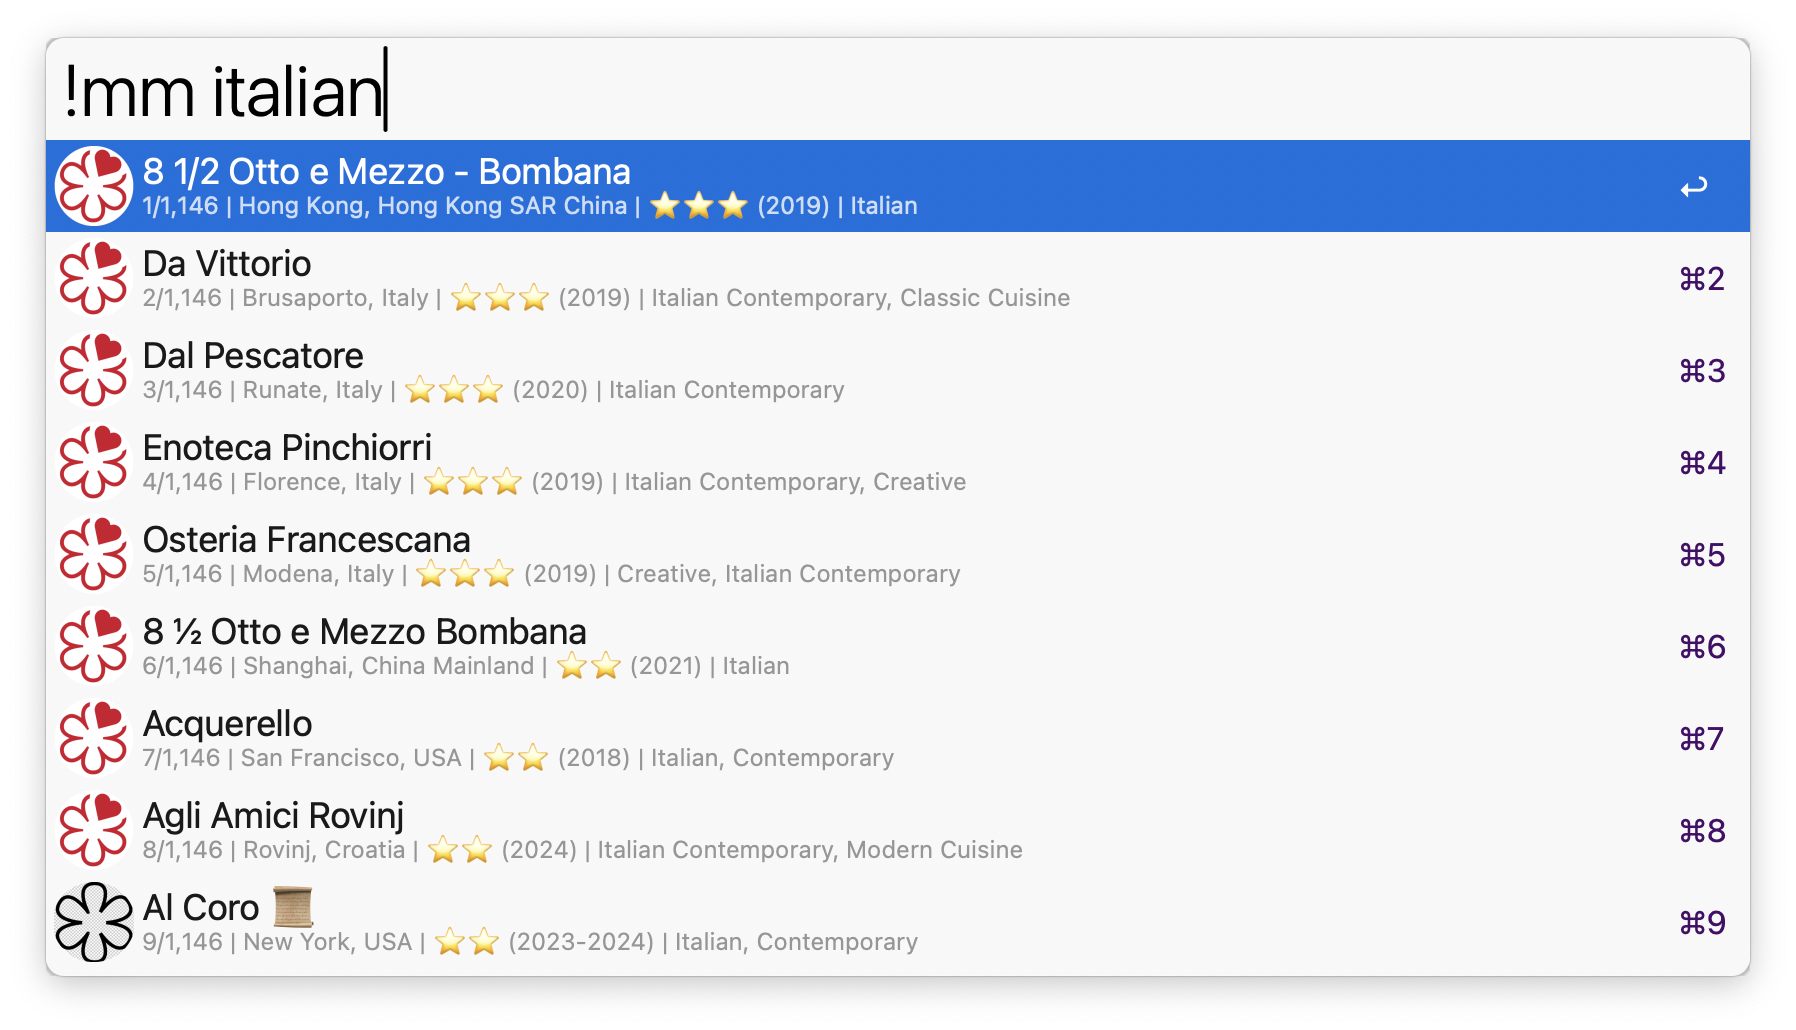 !mm italian
8 1/2 Otto e Mezzo - Bombana
1/1,146 | Hong Kong, Hong Kong SAR China | ⭐⭐⭐ (2019) | Italian
↩
Da Vittorio
2/1,146 | Brusaporto, Italy | ⭐⭐⭐ (2019) | Italian Contemporary, Classic Cuisine
⌘2
Dal Pescatore
3/1,146 | Runate, Italy | ⭐⭐⭐ (2020) | Italian Contemporary
⌘3
Enoteca Pinchiorri
4/1,146 | Florence, Italy | ⭐⭐⭐ (2019) | Italian Contemporary, Creative
⌘4
Osteria Francescana
5/1,146 | Modena, Italy | ⭐⭐⭐ (2019) | Creative, Italian Contemporary
⌘5
8 ½ Otto e Mezzo Bombana
6/1,146 | Shanghai, China Mainland | ⭐⭐ (2021) | Italian
⌘6
Acquerello
7/1,146 | San Francisco, USA | ⭐⭐ (2018) | Italian, Contemporary
⌘7
Agli Amici Rovinj
8/1,146 | Rovinj, Croatia | ⭐⭐ (2024) | Italian Contemporary, Modern Cuisine
⌘8
Al Coro 📜
9/1,146 | New York, USA | ⭐⭐ (2023-2024) | Italian, Contemporary
⌘9